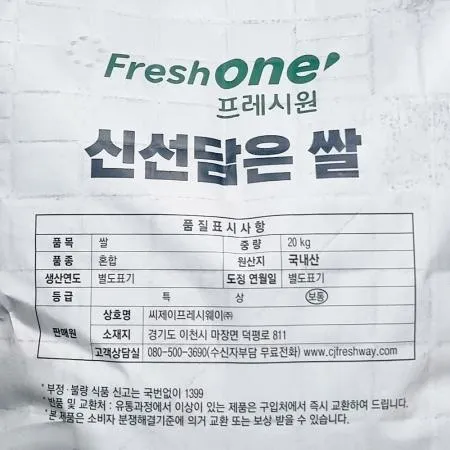 Freshone
프레시원
신선담은 쌀
품질표시사항
품목 쌀 중량 20 kg
품종 혼합 원산지 국내산
생산연도 별도표기 도정 연월일 별도표기
등급 특 상 보통
판매원 상호명 씨제이프레시웨이㈜
소재지 경기도 이천시 마장면 덕평로 811
고객상담실 080-500-3690(수신자부담 무료전화) www.cjfreshway.com
* 부정·불량 식품 신고는 국번없이 1399
* 반품 및 교환처 : 유통과정에서 이상이 있는 제품은 구입처에서 즉시 교환하여 드립니다.
* 본 제품은 소비자 분쟁해결기준에 의거 교환 또는 보상 받을 수 있습니다.